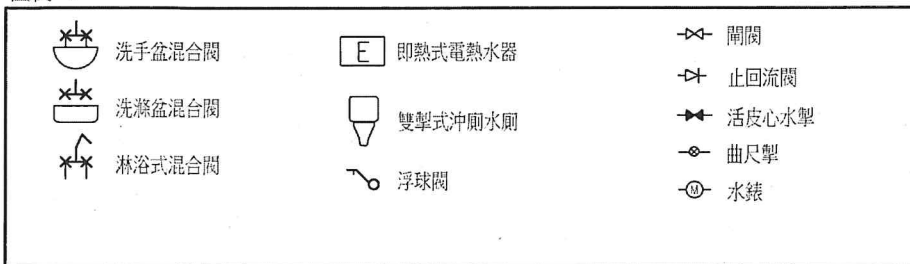 洗手盆混合閥
洗滌盆混合閥
淋浴式混合閥
E
即熱式電熱水器
雙掣式沖廁水廁
浮球閥
閘閥
止回流閥
活皮心水掣
曲尺掣
M
水錶